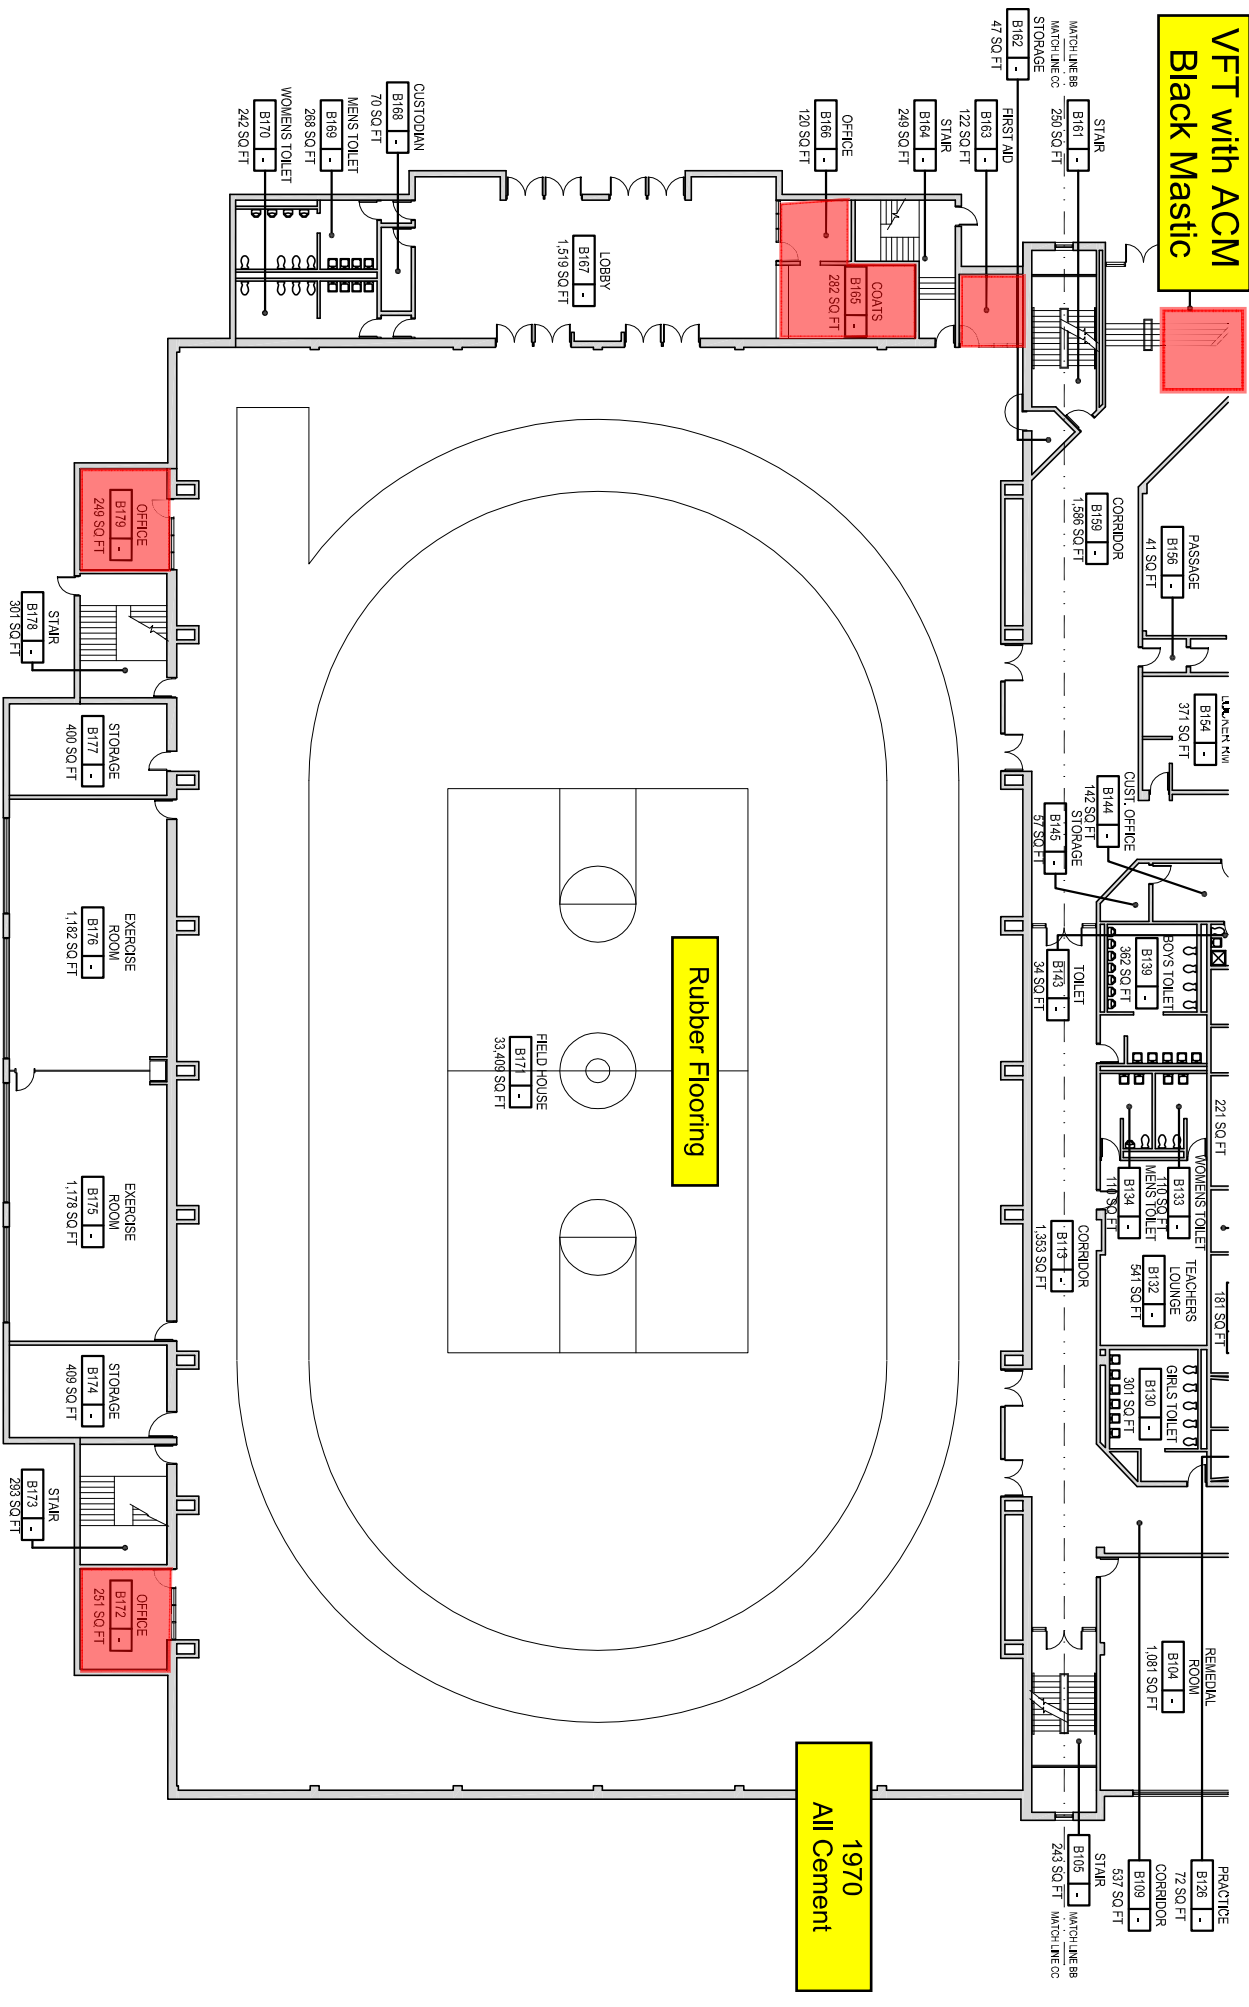 VFT with ACM
Black Mastic
MATCH LINE BB
MATCH LINE CC
STORAGE
B162
-
47 SQ FT
STAIR
B161
-
250 SQ FT
FIRST AID
B163
-
122 SQ FT
STAIR
B164
-
249 SQ FT
OFFICE
B166
-
120 SQ FT
CUSTODIAN
B168
-
70 SQ FT
MENS TOILET
B169
-
268 SQ FT
WOMENS TOILET
B170
-
242 SQ FT
LOBBY
B167
-
1,519 SQ FT
COATS
B165
-
282 SQ FT
CORRIDOR
B159
-
1,586 SQ FT
PASSAGE
B156
-
41 SQ FT
LOCKER RM
B154
-
371 SQ FT
CUST. OFFICE
B144
-
142 SQ FT
STORAGE
B145
-
57 SQ FT
BOYS TOILET
B139
-
362 SQ FT
TOILET
B143
-
34 SQ FT
221 SQ FT
WOMENS TOILET
B133
-
110 SQ FT
MENS TOILET
B134
-
110 SQ FT
181 SQ FT
TEACHERS
LOUNGE
B132
-
541 SQ FT
CORRIDOR
B113
-
1,353 SQ FT
GIRLS TOILET
B130
-
301 SQ FT
REMEDIAL
ROOM
B104
-
1,081 SQ FT
PRACTICE
B126
-
72 SQ FT
CORRIDOR
B109
-
537 SQ FT
STAIR
B105
-
243 SQ FT
MATCH LINE BB
MATCH LINE CC
Rubber Flooring
FIELD HOUSE
B171
-
33,409 SQ FT
1970
All Cement
OFFICE
B179
-
249 SQ FT
STAIR
B178
-
301 SQ FT
STORAGE
B177
-
400 SQ FT
EXERCISE
ROOM
B176
-
1,182 SQ FT
EXERCISE
ROOM
B175
-
1,178 SQ FT
STORAGE
B174
-
409 SQ FT
STAIR
B173
-
293 SQ FT
OFFICE
B172
-
251 SQ FT